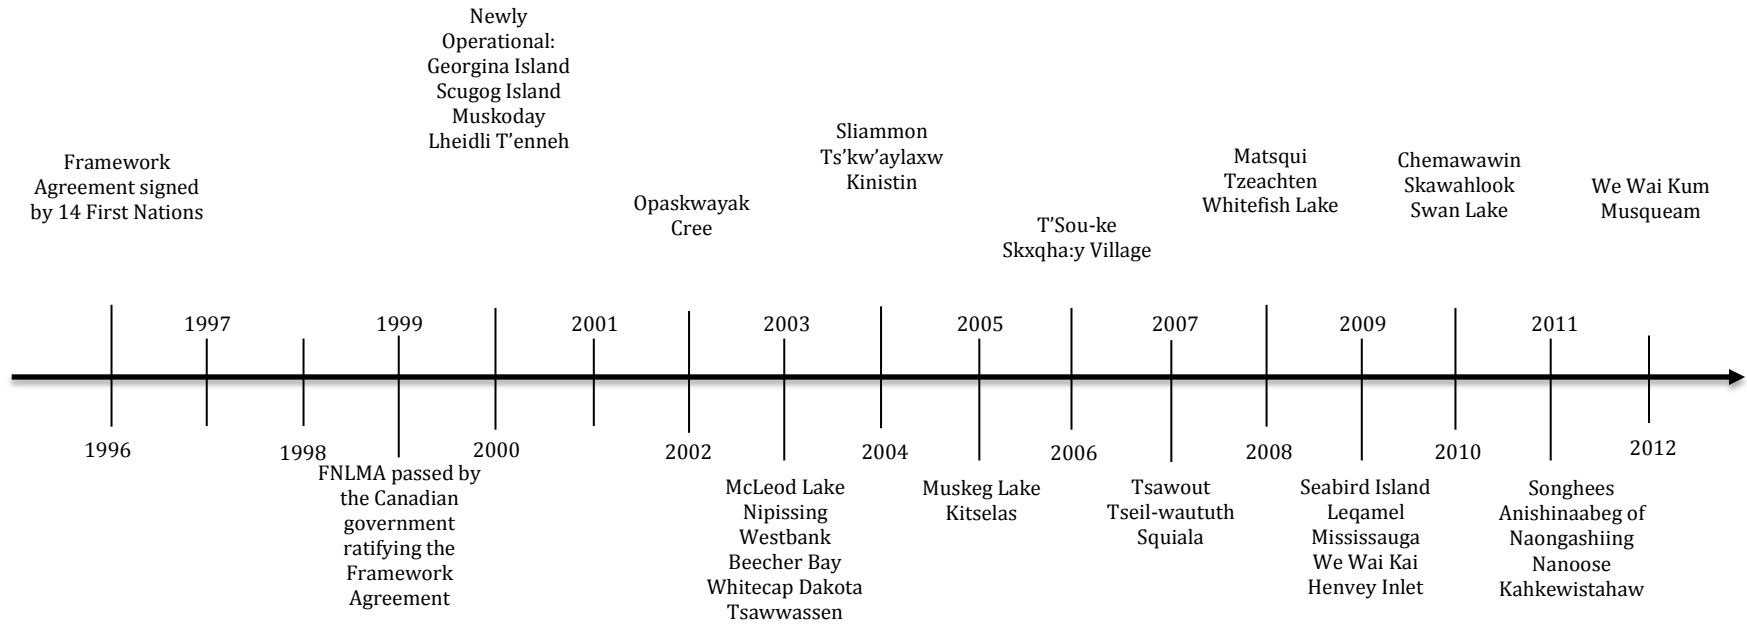 Newly
Operational:
Georgina Island
Scugog Island
Muskoday
Lheidli T’enneh
Framework
Agreement signed
by 14 First Nations
Opaskwayak
Cree
Sliammon
Ts’kw’aylaxw
Kinistin
T’Sou-ke
Skxqha:y Village
Matsqui
Tzeachten
Whitefish Lake
Chemawawin
Skawahlook
Swan Lake
We Wai Kum
Musqueam
1997
1999
2001
2003
2005
2007
2009
2011
1996
1998
2000
2002
2004
2006
2008
2010
2012
FNLMA passed by
the Canadian
government
ratifying the
Framework
Agreement
McLeod Lake
Nipissing
Westbank
Beecher Bay
Whitecap Dakota
Tsawwassen
Muskeg Lake
Kitselas
Tsawout
Tseil-waututh
Squiala
Seabird Island
Leqamel
Mississauga
We Wai Kai
Henvey Inlet
Songhees
Anishinaabeg of
Naongashiing
Nanoose
Kahkewistahaw